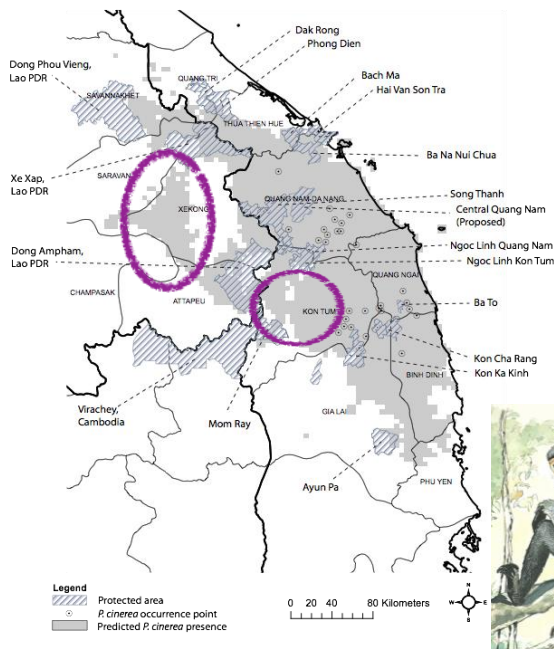 Dak Rong
Phong Dien
Dong Phou Vieng,
Lao PDR
QUANG TRI
Bach Ma
Hai Van Son Tra
SAVANNAKHET
THUA THIEN HUE
Xe Xap,
Lao PDR
Ba Na Nui Chua
SARAVAN
Song Thanh
XEKONG
QUANG NAM-DA NANG
Central Quang Nam
(Proposed)
Dong Ampham,
Lao PDR
Ngoc Linh Quang Nam
Ngoc Linh Kon Tum
QUANG NGAI
CHAMPASAK
ATTAPEU
KON TUM
Ba To
Kon Cha Rang
Kon Ka Kinh
BINH DINH
Virachey,
Cambodia
Mom Ray
GIA LAI
Ayun Pa
PHU YEN
Legend
Protected area
P. cinerea occurrence point
Predicted P. cinerea presence
0 20 40 80 Kilometers
N
W E
S